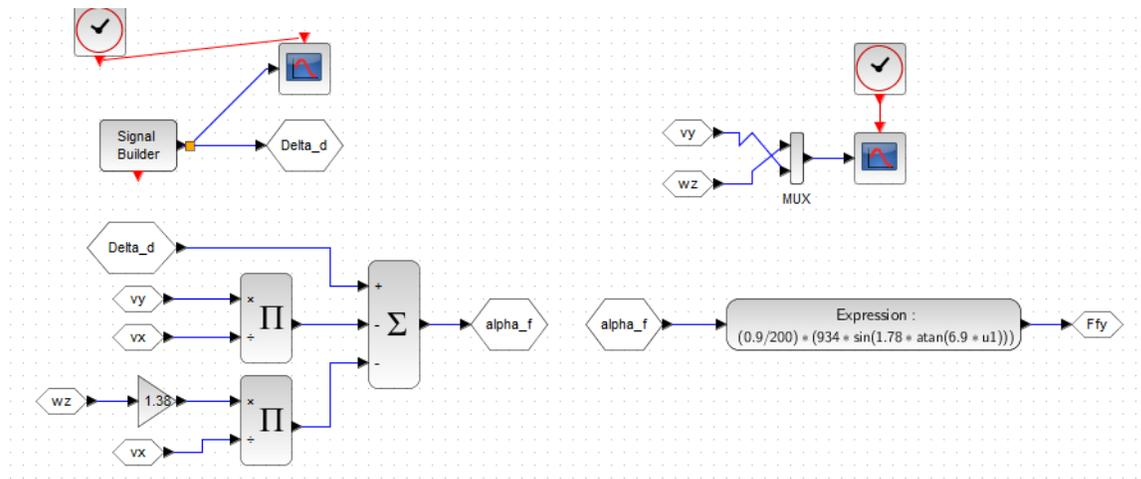 Signal
Builder
Delta_d
vy
wz
MUX
Delta_d
vy
vx
×
÷
Π
+
-
-
Σ
alpha_f
alpha_f
Expression :
(0.9/200) * (934 * sin(1.78 * atan(6.9 * u1)))
Ffy
wz
1.38
vx
×
÷
Π